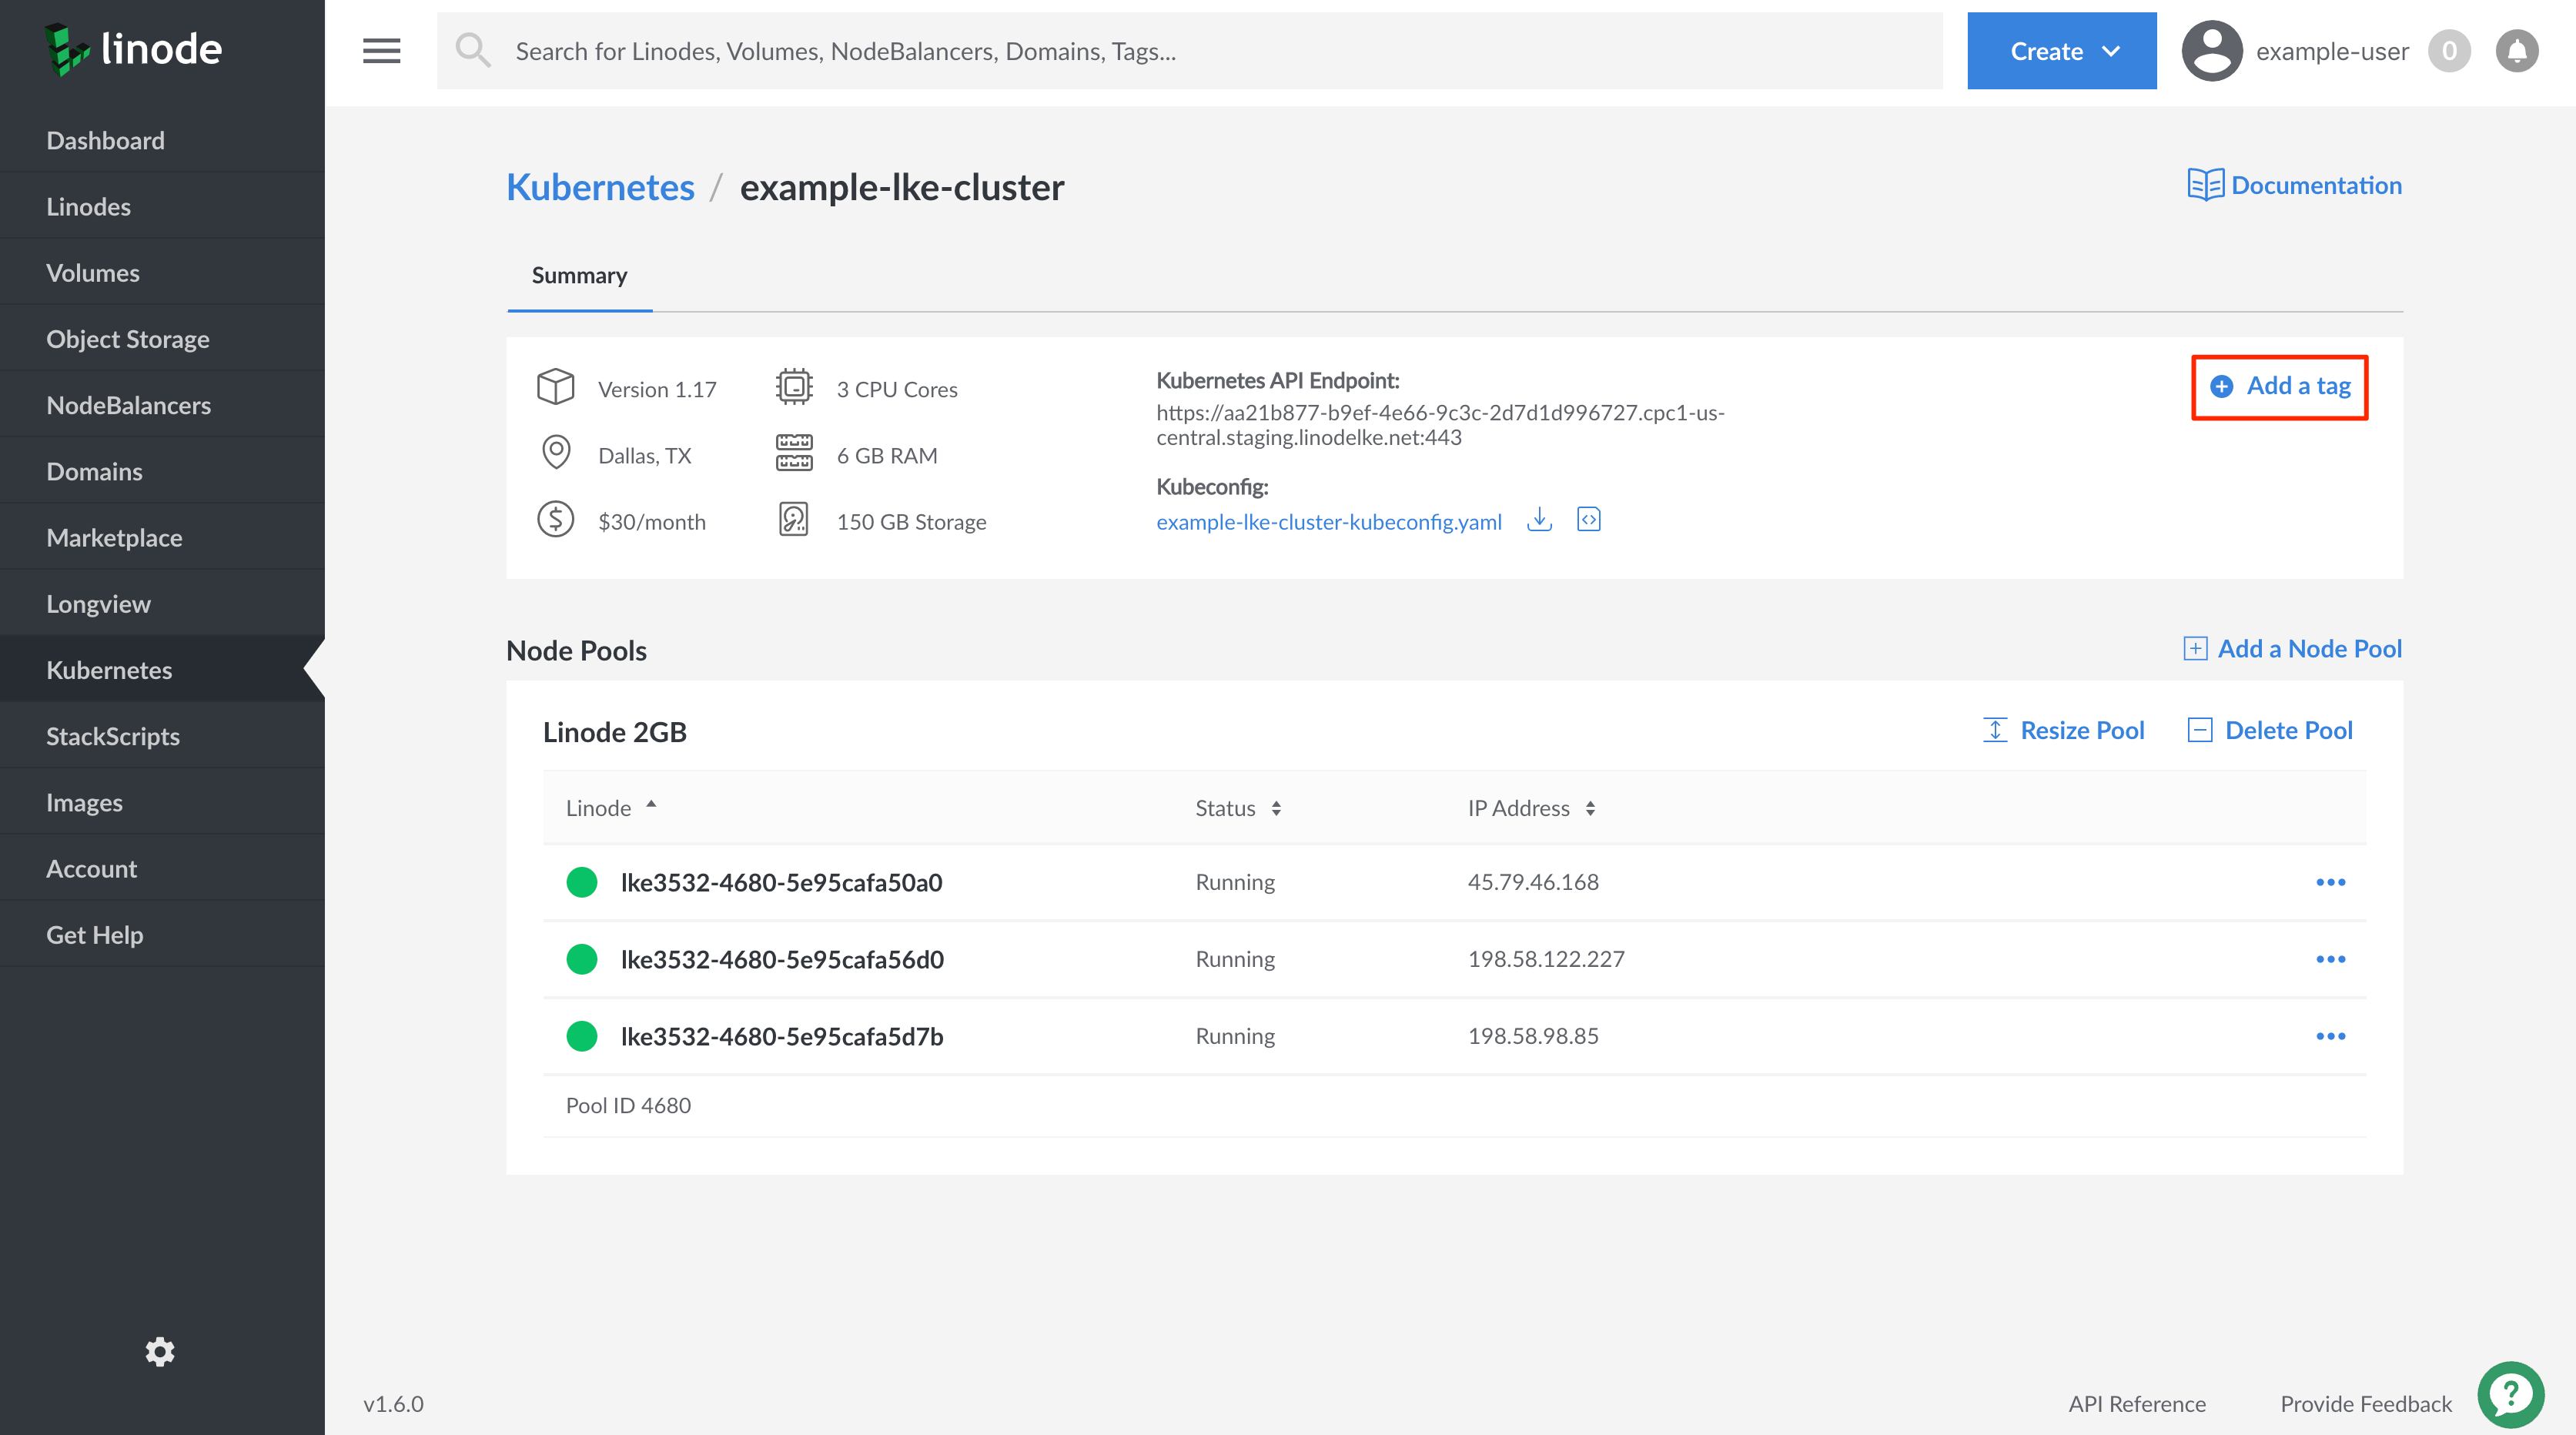 linode
Search for Linodes, Volumes, NodeBalancers, Domains, Tags...
Create
example-user
0
Dashboard
Linodes
Volumes
Object Storage
NodeBalancers
Domains
Marketplace
Longview
Kubernetes
StackScripts
Images
Account
Get Help
Kubernetes / example-lke-cluster
Documentation
Summary
Version 1.17
Dallas, TX
$30/month
3 CPU Cores
6 GB RAM
150 GB Storage
Kubernetes API Endpoint:
https://aa21b877-b9ef-4e66-9c3c-2d7d1d996727.cpc1-us-
central.staging.linodelke.net:443
Kubeconfig:
example-lke-cluster-kubeconfig.yaml
Add a tag
Node Pools
Add a Node Pool
Linode 2GB
Resize Pool
Delete Pool
Linode Status IP Address
lke3532-4680-5e95cafa50a0 Running 45.79.46.168
lke3532-4680-5e95cafa56d0 Running 198.58.122.227
lke3532-4680-5e95cafa5d7b Running 198.58.98.85
Pool ID 4680
v1.6.0
API Reference
Provide Feedback
?